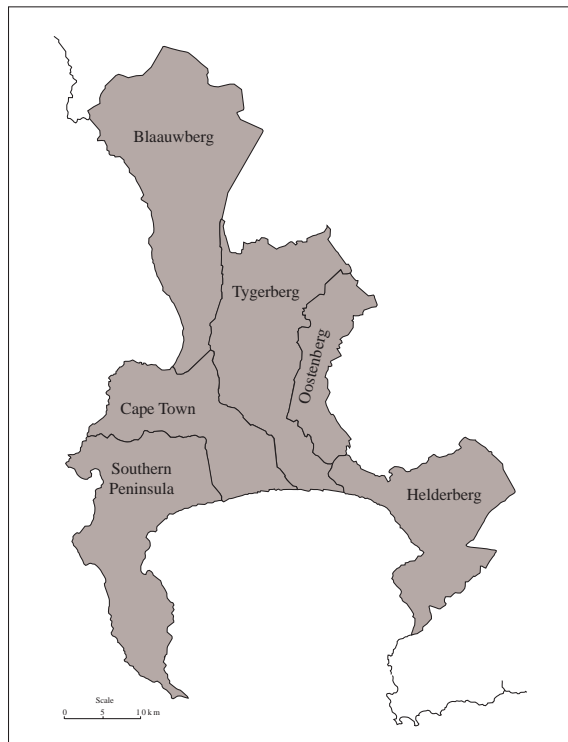 Blaauwberg
Tygerberg
Oostenberg
Cape Town
Southern
Peninsula
Helderberg
Scale
0 5 10 km